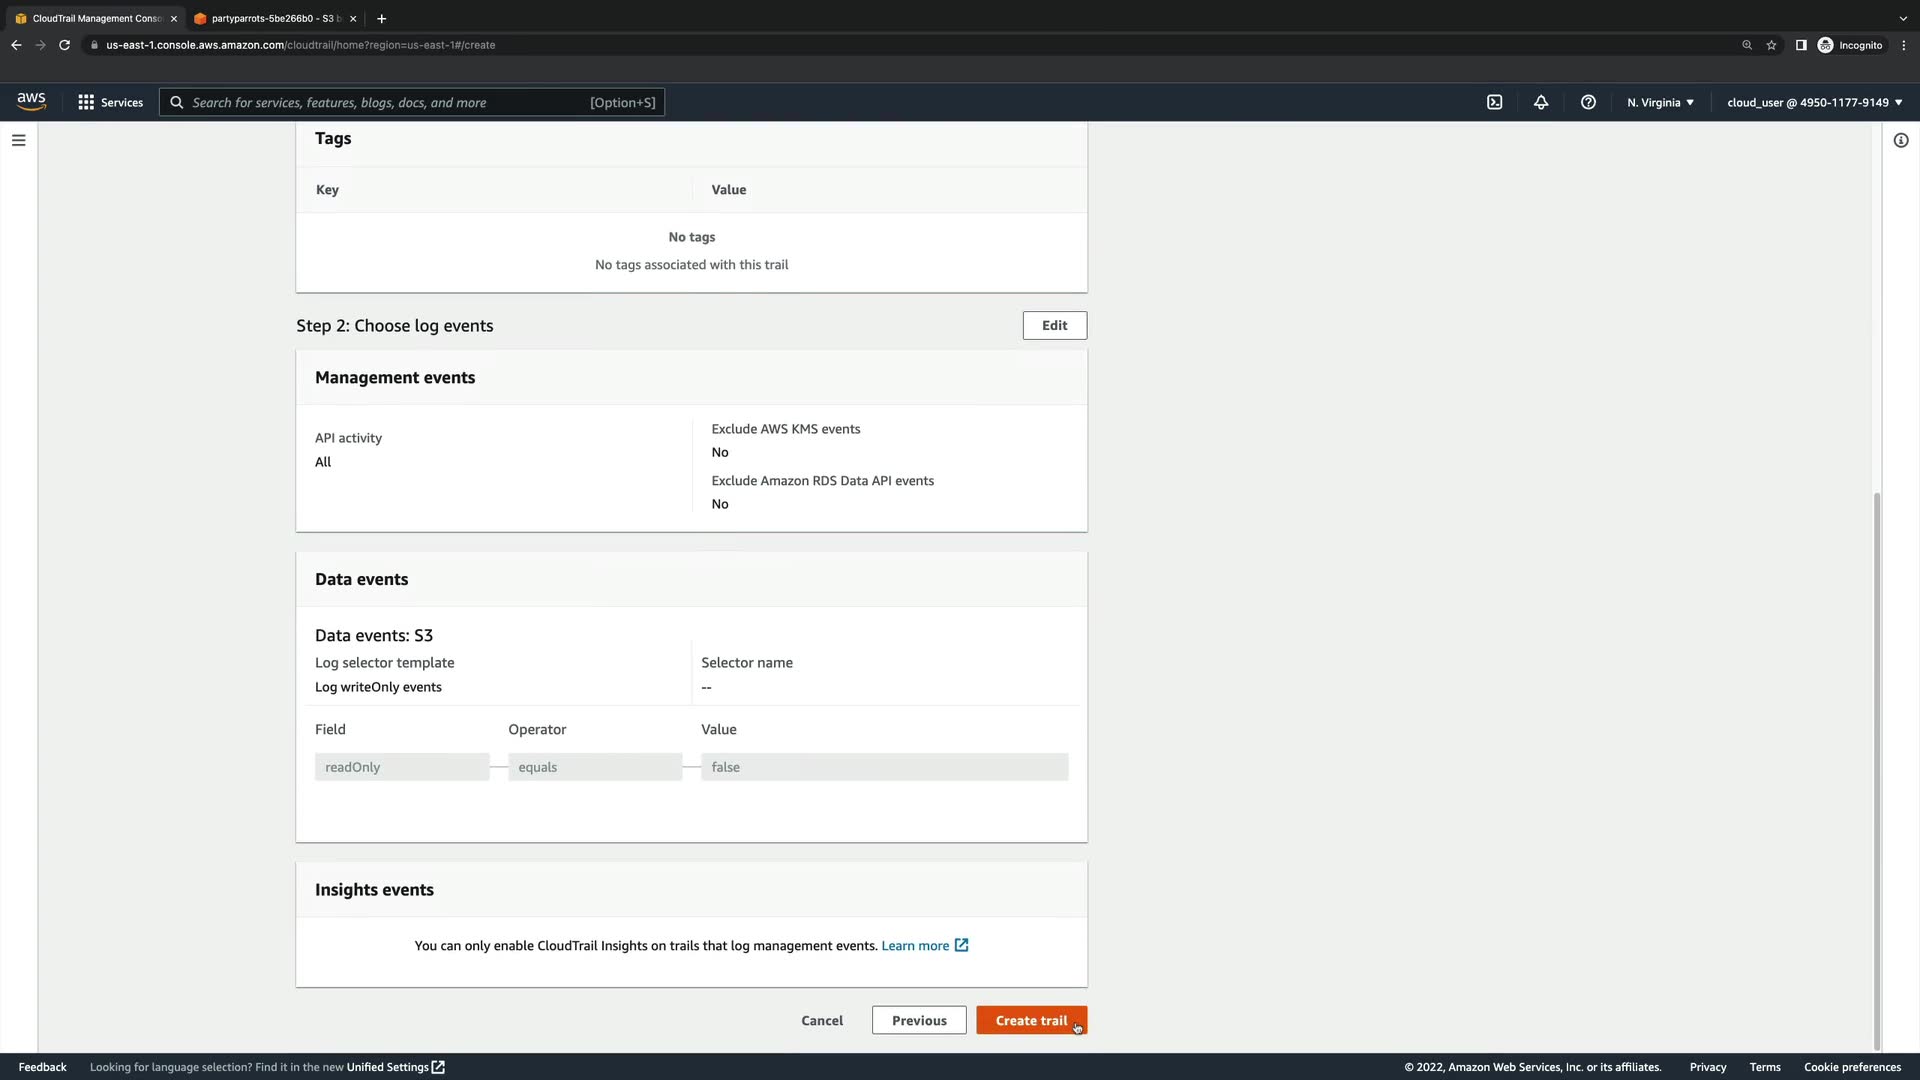 CloudTrail Management Conso
partyparrots-5be266b0 - S3 b
us-east-1.console.aws.amazon.com/cloudtrail/home?region=us-east-1#/create
Incognito
aws
Services
Search for services, features, blogs, docs, and more
[Option+S]
N. Virginia
cloud_user @ 4950-1177-9149
Tags
Key
Value
No tags
No tags associated with this trail
Step 2: Choose log events
Edit
Management events
API activity
All
Exclude AWS KMS events
No
Exclude Amazon RDS Data API events
No
Data events
Data events: S3
Log selector template
Log writeOnly events
Selector name
--
Field
Operator
Value
readOnly
equals
false
Insights events
You can only enable CloudTrail Insights on trails that log management events. Learn more
Cancel
Previous
Create trail
Feedback
Looking for language selection? Find it in the new Unified Settings
© 2022, Amazon Web Services, Inc. or its affiliates.
Privacy
Terms
Cookie preferences